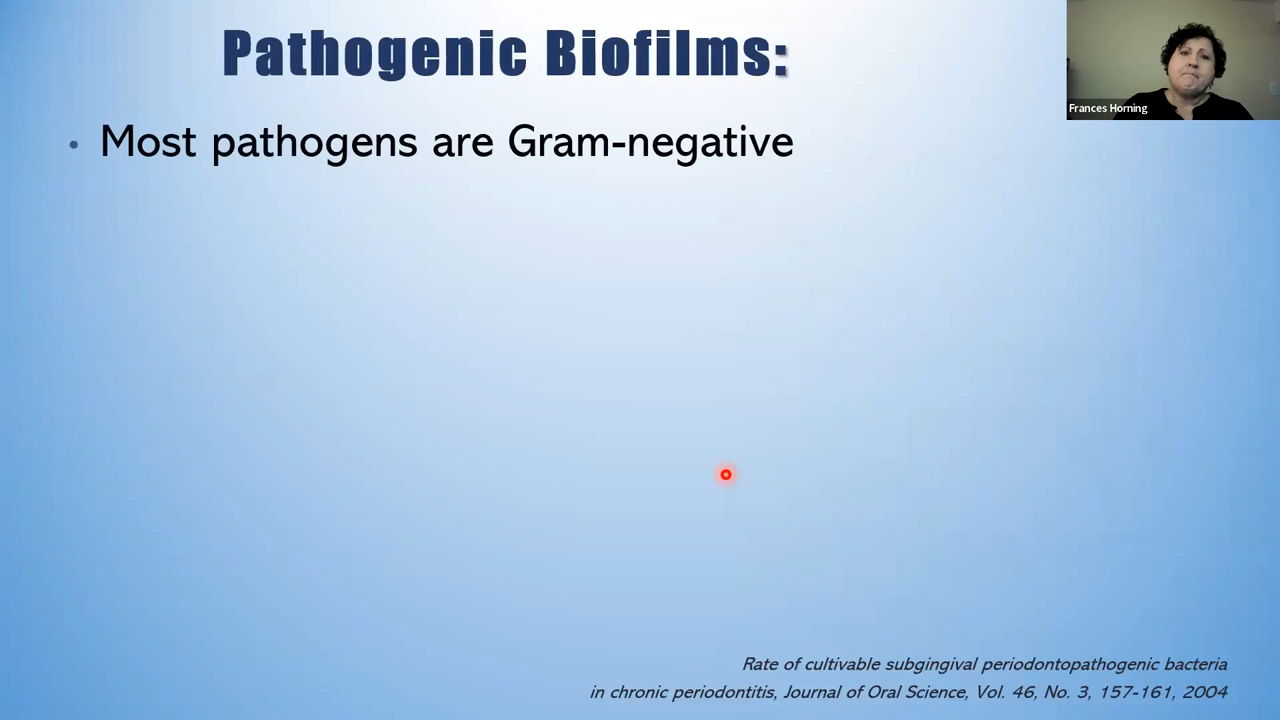 Pathogenic Biofilms:
Frances Horning
• Most pathogens are Gram-negative
Rate of cultivable subgingival periodontopathogenic bacteria
in chronic periodontitis, Journal of Oral Science, Vol. 46, No. 3, 157-161, 2004